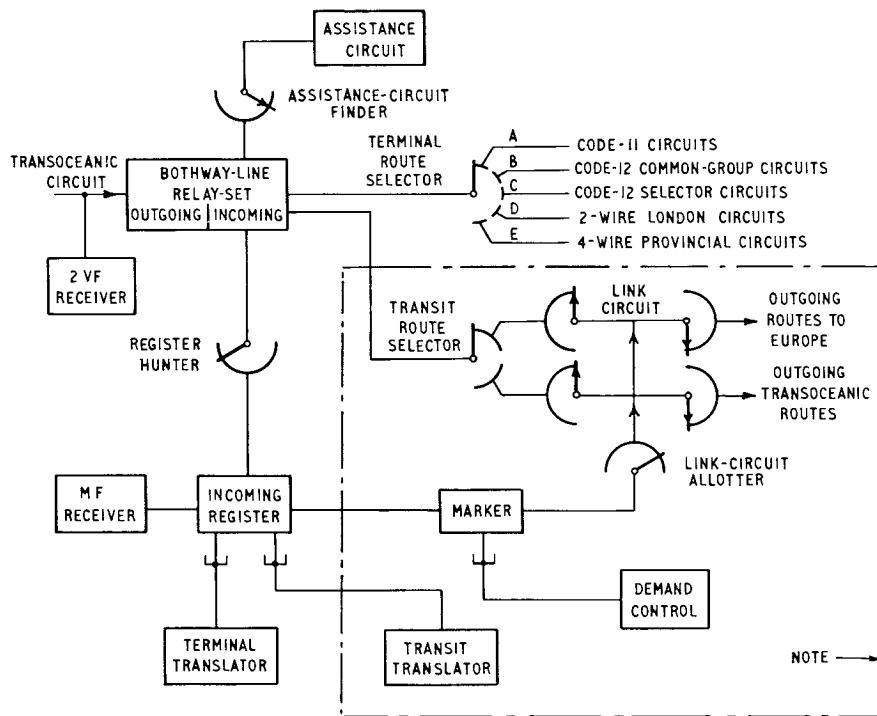 ASSISTANCE
CIRCUIT
ASSISTANCE-CIRCUIT
FINDER
TRANSOCEANIC
CIRCUIT
BOTHWAY-LINE
RELAY-SET
OUTGOING INCOMING
2 VF
RECEIVER
TERMINAL
ROUTE
SELECTOR
A CODE-11 CIRCUITS
B CODE-12 COMMON-GROUP CIRCUITS
C CODE-12 SELECTOR CIRCUITS
D 2-WIRE LONDON CIRCUITS
E 4-WIRE PROVINCIAL CIRCUITS
REGISTER
HUNTER
TRANSIT
ROUTE
SELECTOR
LINK
CIRCUIT
OUTGOING
ROUTES TO
EUROPE
OUTGOING
TRANSOCEANIC
ROUTES
LINK-CIRCUIT
ALLOTTER
MF
RECEIVER
INCOMING
REGISTER
MARKER
DEMAND
CONTROL
TERMINAL
TRANSLATOR
TRANSIT
TRANSLATOR
NOTE